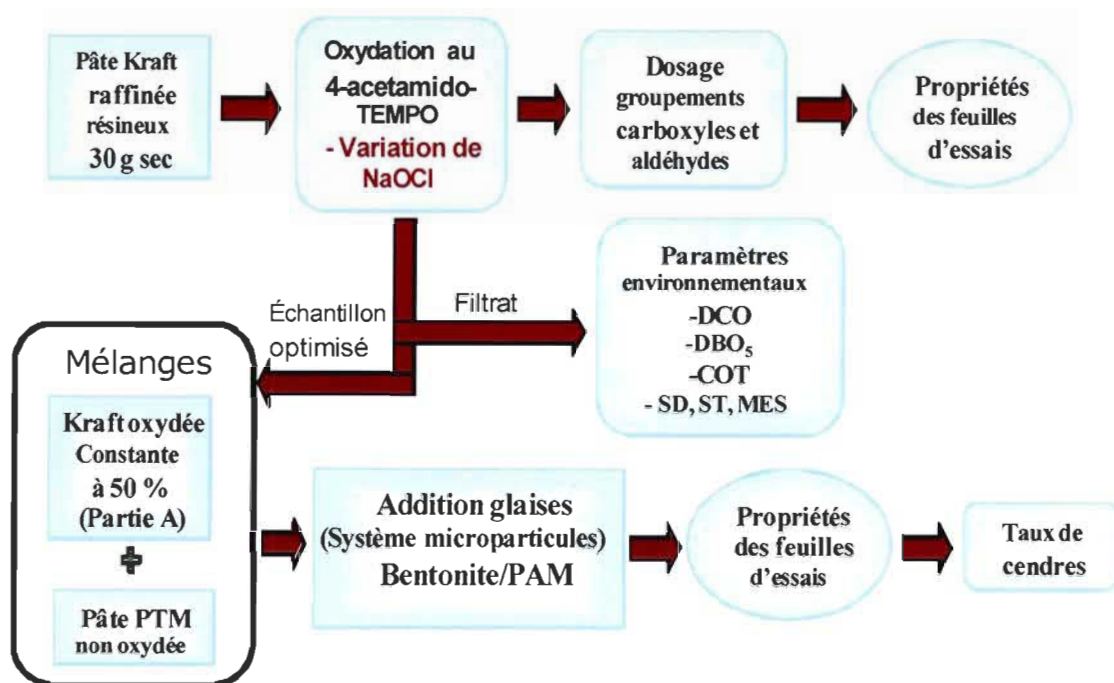 Pâte Kraft
raffinée
résineux
30 g sec
Oxydation au
4-acetamido-
TEMPO
- Variation de
NaOCl
Dosage
groupements
carboxyles et
aldéhydes
Propriétés
des feuilles
d'essais
Échantillon
optimisé
Filtrat
Paramètres
environnementaux
-DCO
-DBO₅
-COT
- SD, ST, MES
Mélanges
Kraft oxydée
Constante
à 50 %
(Partie A)
+
Pâte PTM
non oxydée
Addition glaises
(Système microparticules)
Bentonite/PAM
Propriétés
des feuilles
d'essais
Taux de
cendres